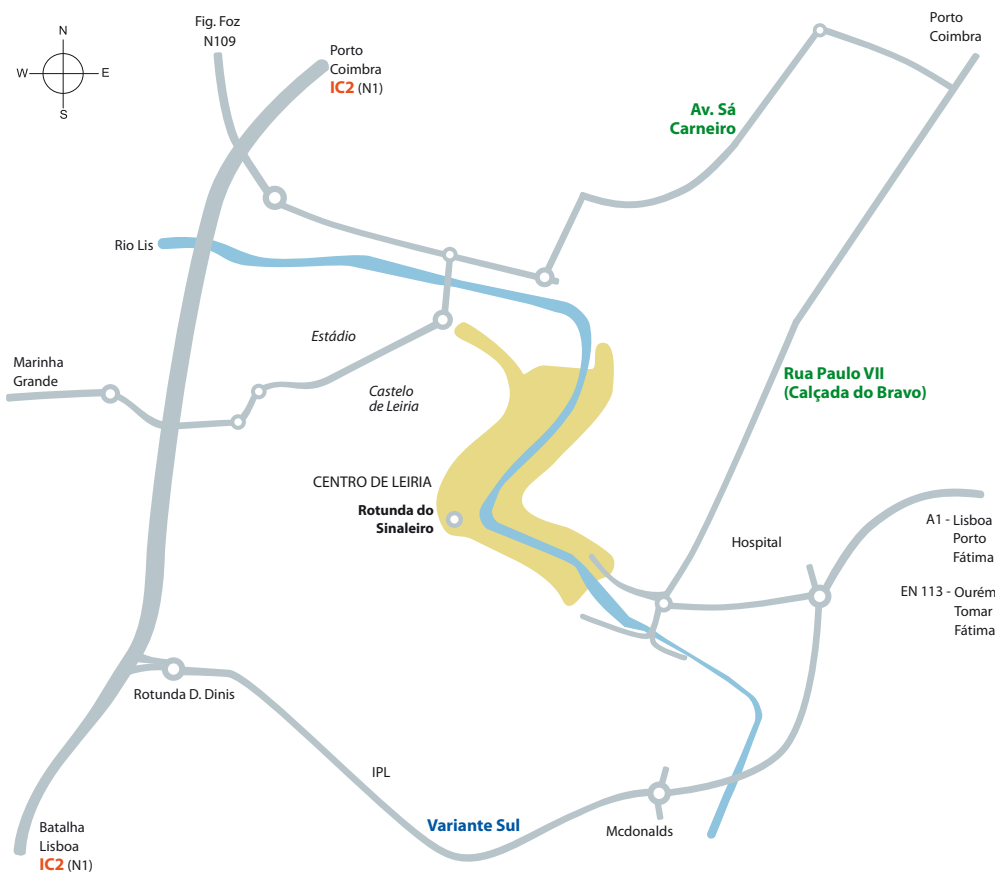 Fig. Foz
N109
N
W
E
S
Porto
Coimbra
IC2 (N1)
Porto
Coimbra
Av. Sá
Carneiro
Rio Lis
Estádio
Marinha
Grande
Castelo
de Leiria
Rua Paulo VII
(Calçada do Bravo)
CENTRO DE LEIRIA
Rotunda do
Sinaleiro
Hospital
A1 - Lisboa
Porto
Fátima
EN 113 - Ourém
Tomar
Fátima
Rotunda D. Dinis
IPL
Variante Sul
Mcdonalds
Batalha
Lisboa
IC2 (N1)